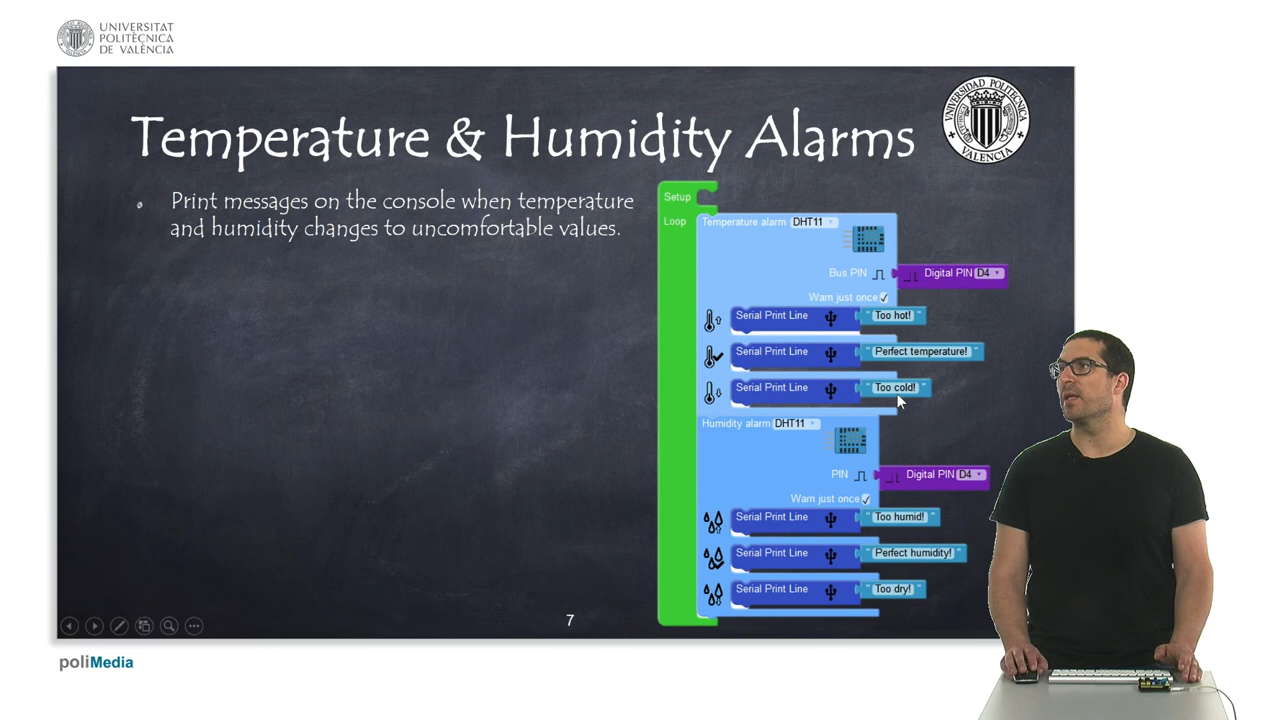 UNIVERSITAT
POLITÈCNICA
DE VALÈNCIA
UNIVERSIDAD POLITECNICA
VALENCIA
Temperature & Humidity Alarms
Print messages on the console when temperature
and humidity changes to uncomfortable values.
Setup
Loop
Temperature alarm DHT11
Bus PIN
Digital PIN D4
Warn just once
Serial Print Line " Too hot! "
Serial Print Line " Perfect temperature! "
Serial Print Line " Too cold! "
Humidity alarm DHT11
PIN
Digital PIN D4
Warn just once
Serial Print Line " Too humid! "
Serial Print Line " Perfect humidity! "
Serial Print Line " Too dry! "
7
poliMedia